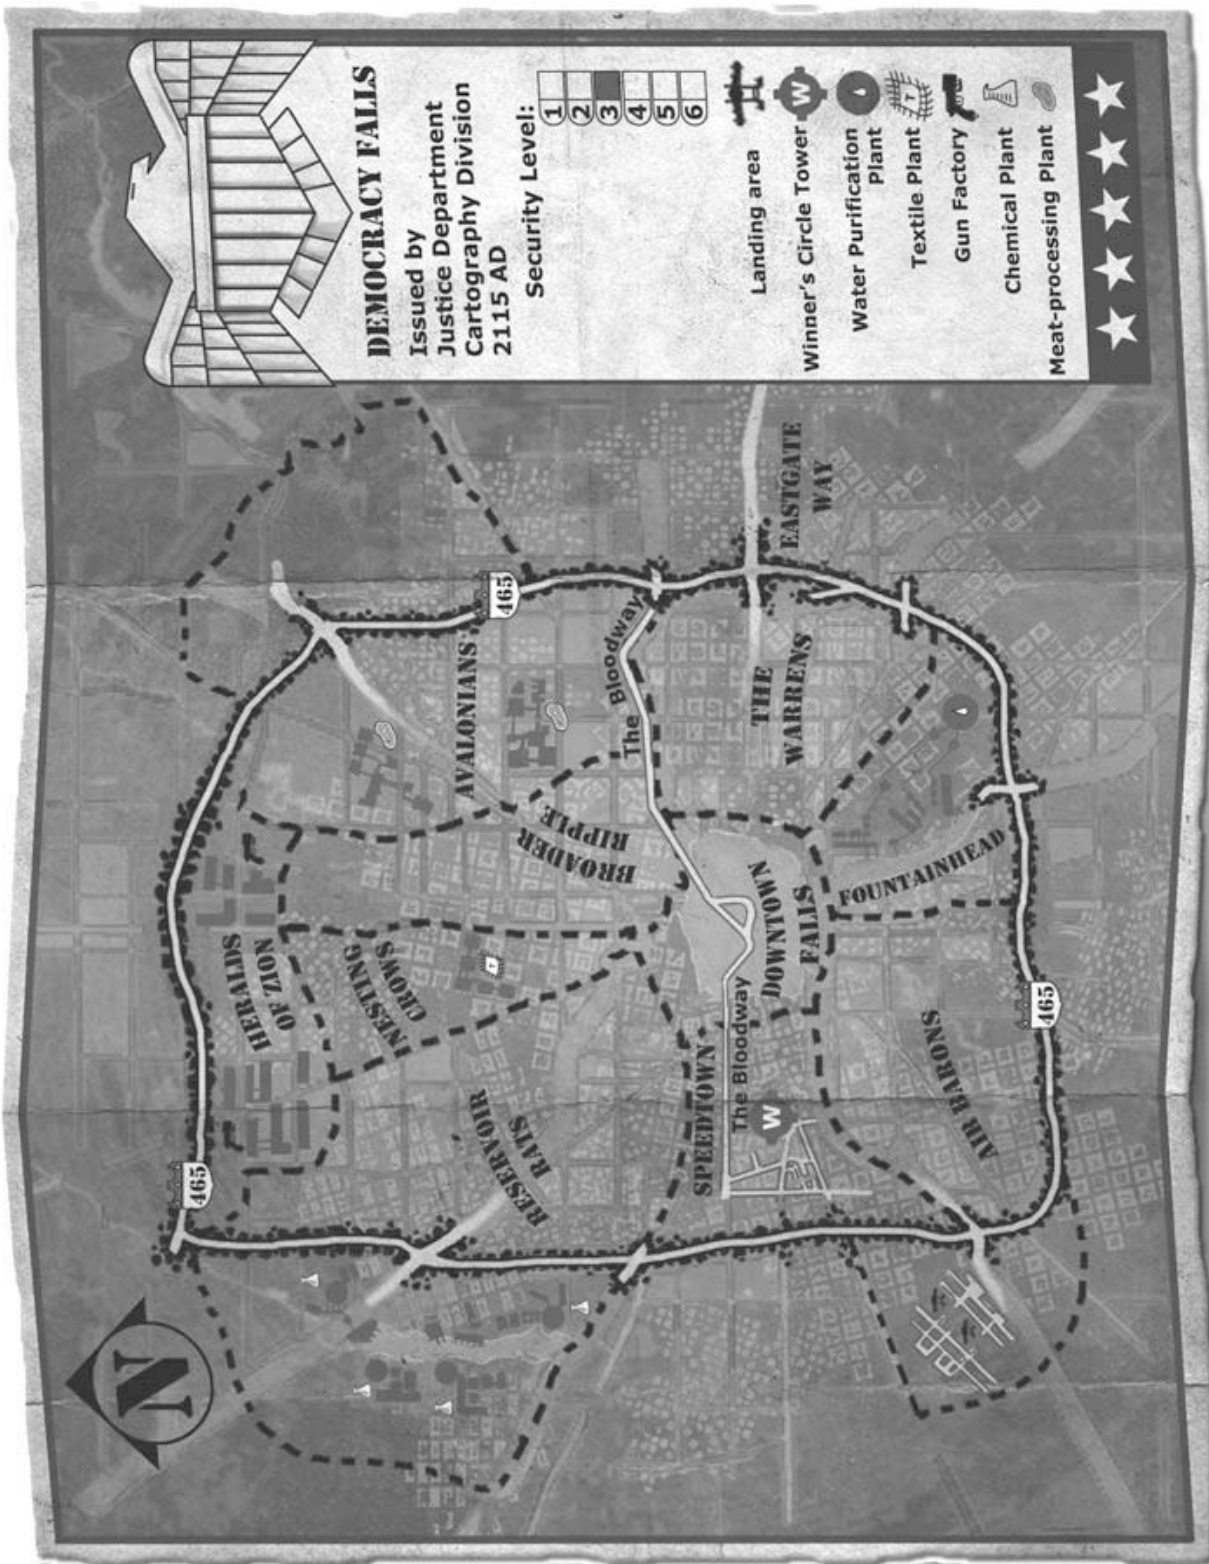 DEMOCRACY FALLS
Issued by
Justice Department
Cartography Division
2115 AD
Security Level:
1
2
3
4
5
6
Landing area
Winner's Circle Tower
W
Water Purification
Plant
Textile Plant
T
Gun Factory
Chemical Plant
Meat-processing Plant
N
465
HERALDS
OF ZION
NESTING
CROWS
RESERVOIR
RATS
AVALONIANS
465
BROADER
RIPPLE
The Bloodway
SPEEDTOWN
The Bloodway
W
DOWNTOWN
FALLS
THE
WARRENS
EASTGATE
WAY
FOUNTAINHEAD
AIR BARONS
465